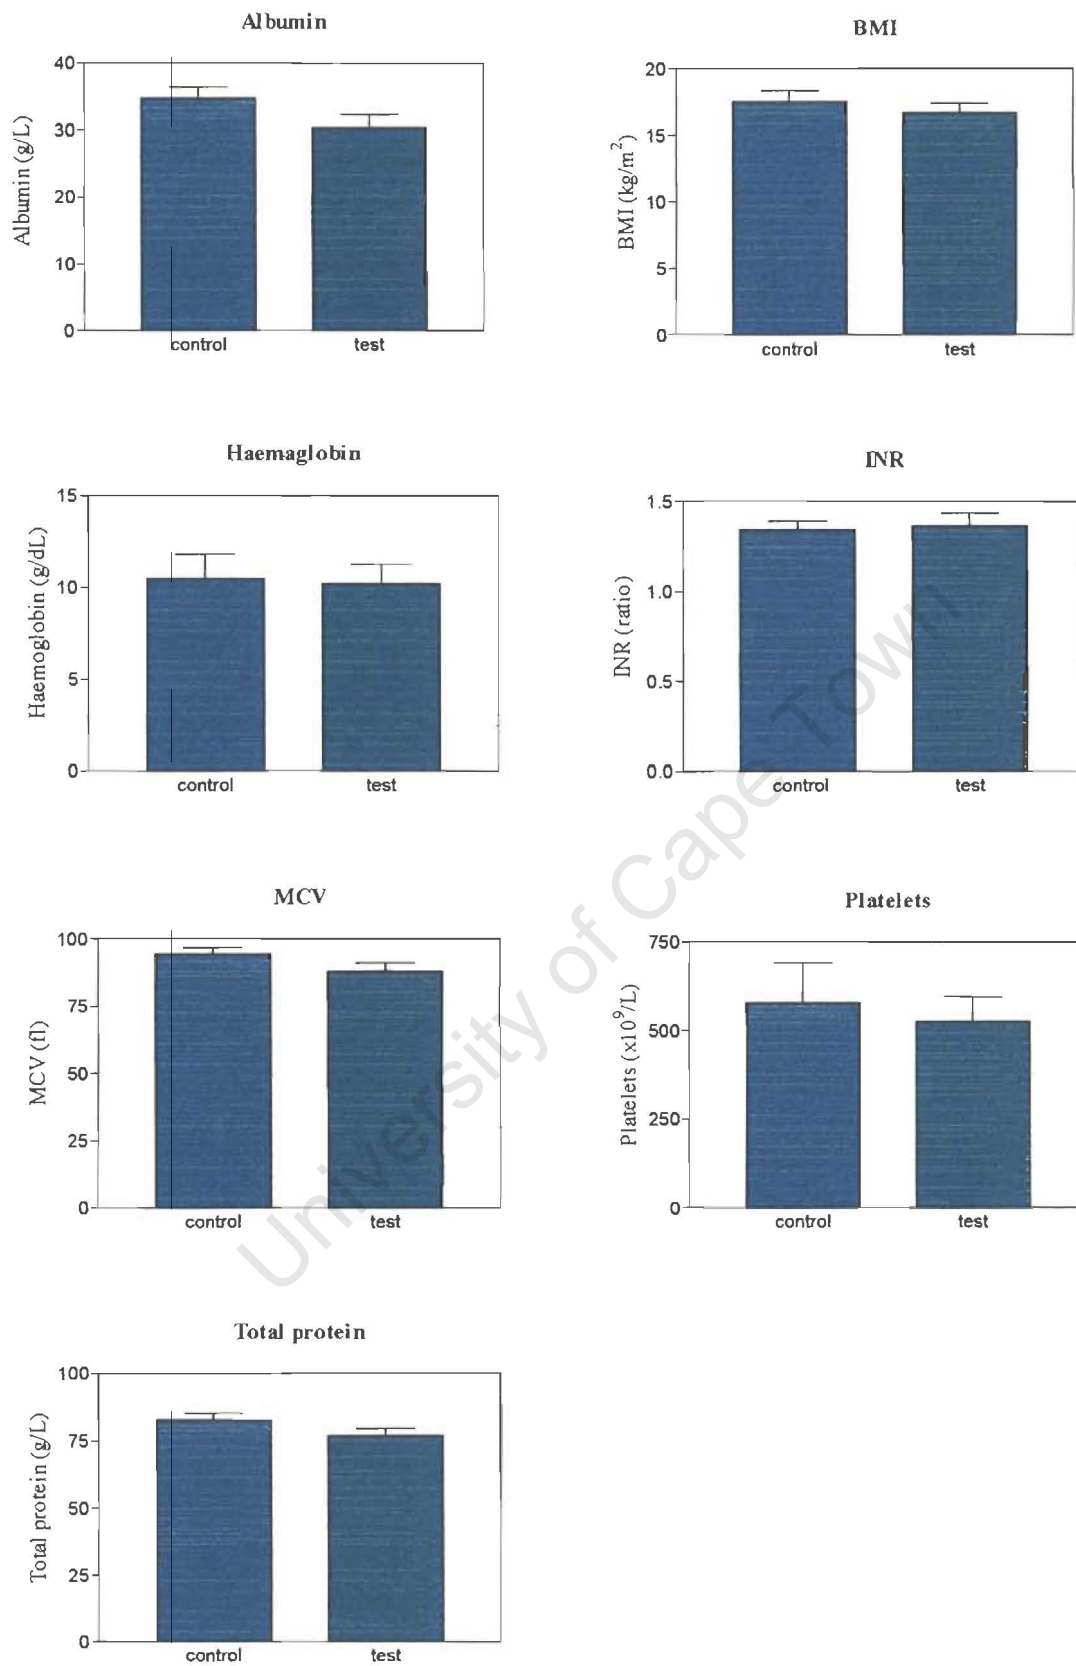 Albumin
Albumin (g/L)
40
30
20
10
0
control
test
BMI
BMI (kg/m²)
20
15
10
5
0
control
test
Haemaglobin
Haemoglobin (g/dL)
15
10
5
0
control
test
INR
INR (ratio)
1.5
1.0
0.5
0.0
control
test
MCV
MCV (fl)
100
75
50
25
0
control
test
Platelets
Platelets (x10⁹/L)
750
500
250
0
control
test
Total protein
Total protein (g/L)
100
75
50
25
0
control
test
University of Cape Town